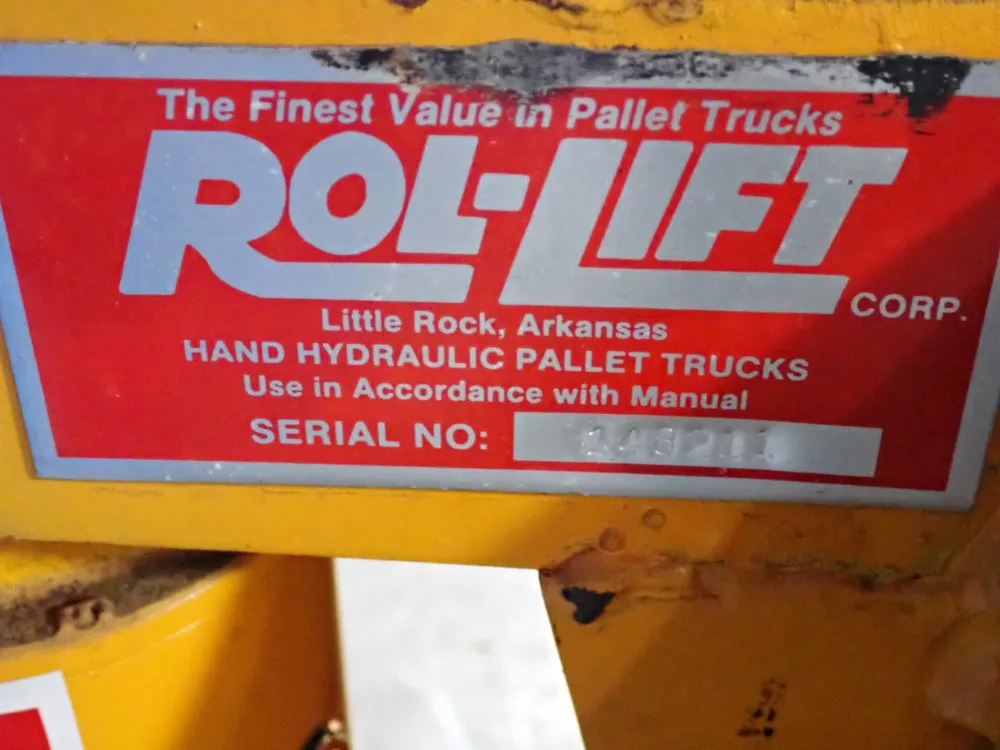 The Finest Value in Pallet Trucks
ROL-LIFT CORP.
Little Rock, Arkansas
HAND HYDRAULIC PALLET TRUCKS
Use in Accordance with Manual
SERIAL NO: